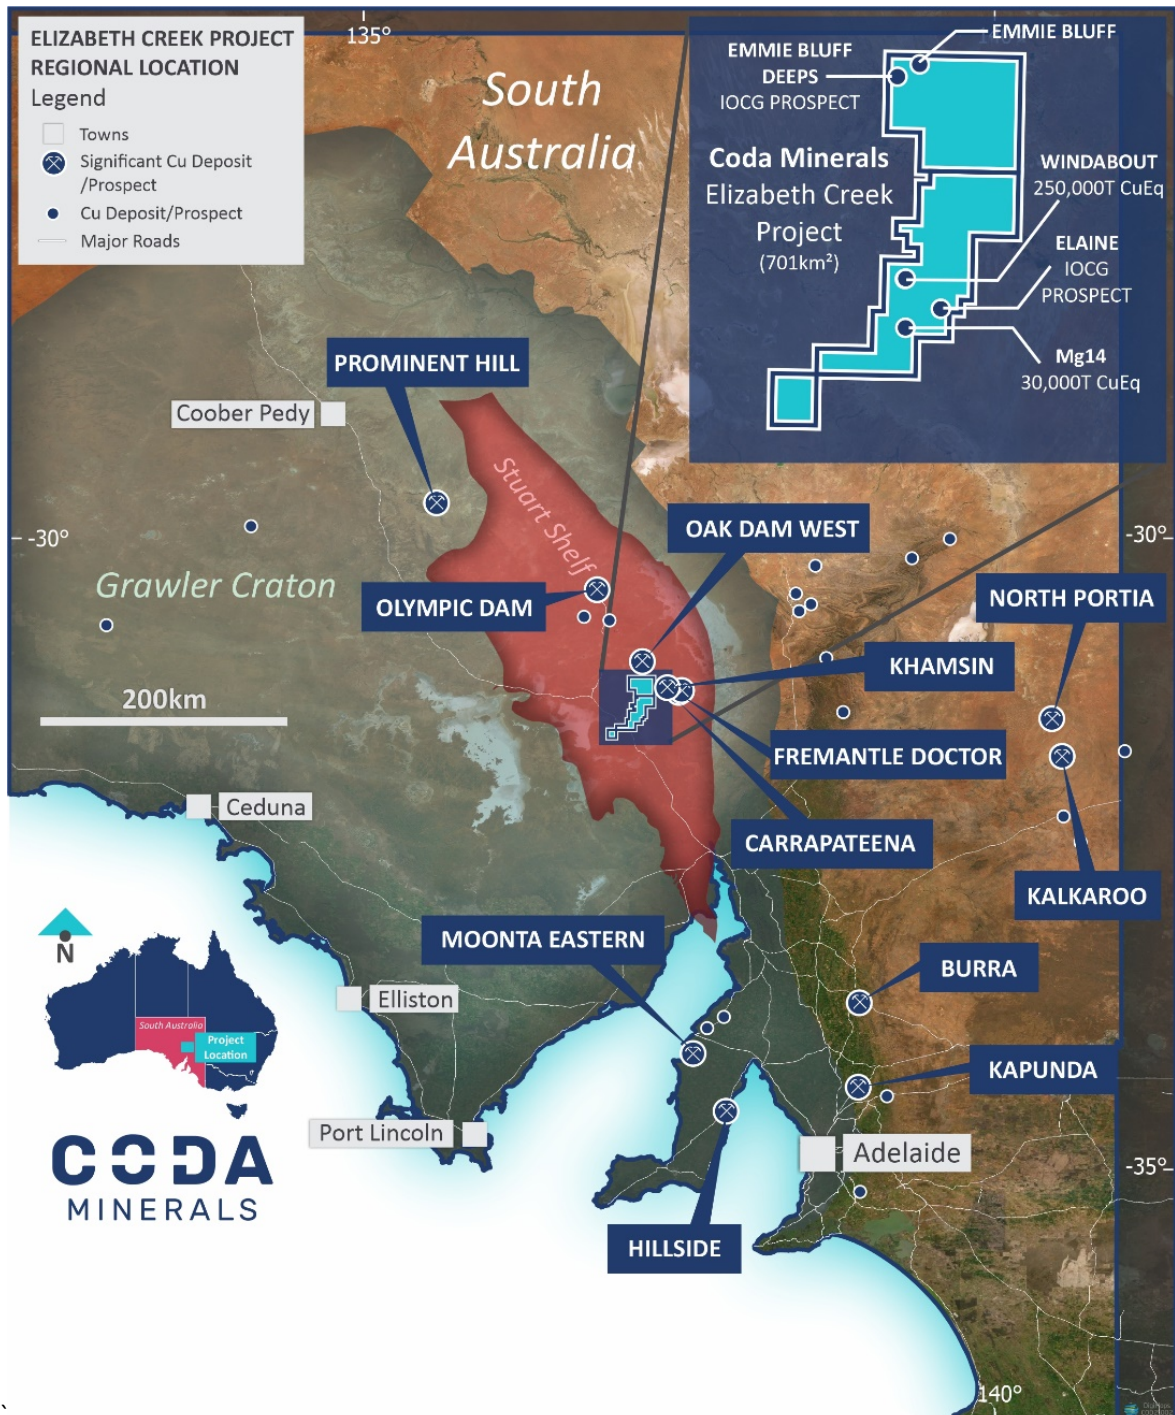 ELIZABETH CREEK PROJECT
REGIONAL LOCATION
Legend
Towns
Significant Cu Deposit
/Prospect
Cu Deposit/Prospect
Major Roads
135°
South
Australia
EMMIE BLUFF
EMMIE BLUFF
DEEPS
IOCG PROSPECT
Coda Minerals
Elizabeth Creek
Project
(701km²)
WINDABOUT
250,000T CuEq
ELAINE
IOCG
PROSPECT
Mg14
30,000T CuEq
PROMINENT HILL
Coober Pedy
Stuart Shelf
-30°
-30°
OAK DAM WEST
Grawler Craton
OLYMPIC DAM
NORTH PORTIA
KHAMSIN
200km
FREMANTLE DOCTOR
Ceduna
CARRAPATEENA
KALKAROO
N
MOONTA EASTERN
BURRA
Elliston
South Australia
Project
Location
KAPUNDA
CODA
MINERALS
Port Lincoln
Adelaide
-35°
HILLSIDE
140°